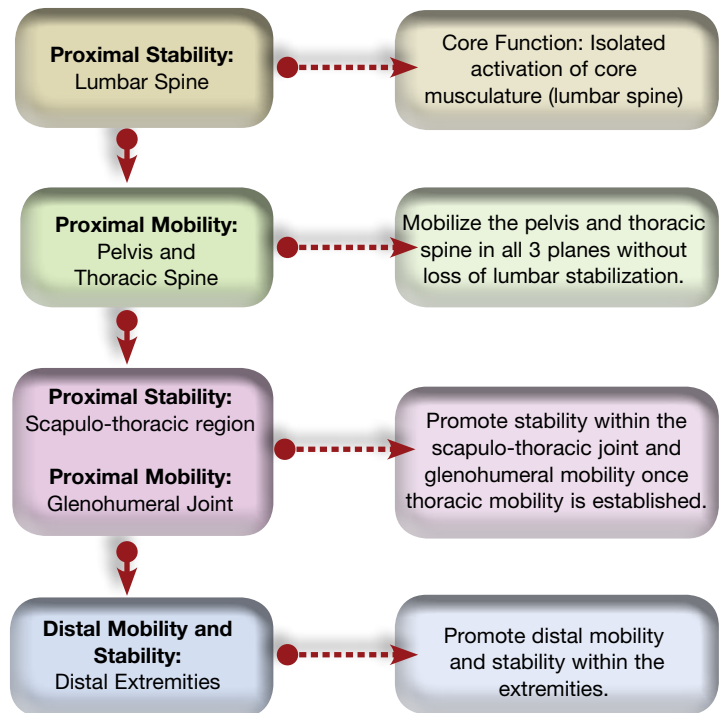 Proximal Stability:
Lumbar Spine
Core Function: Isolated
activation of core
musculature (lumbar spine)
Proximal Mobility:
Pelvis and
Thoracic Spine
Mobilize the pelvis and thoracic
spine in all 3 planes without
loss of lumbar stabilization.
Proximal Stability:
Scapulo-thoracic region
Proximal Mobility:
Glenohumeral Joint
Promote stability within the
scapulo-thoracic joint and
glenohumeral mobility once
thoracic mobility is established.
Distal Mobility and
Stability:
Distal Extremities
Promote distal mobility
and stability within the
extremities.